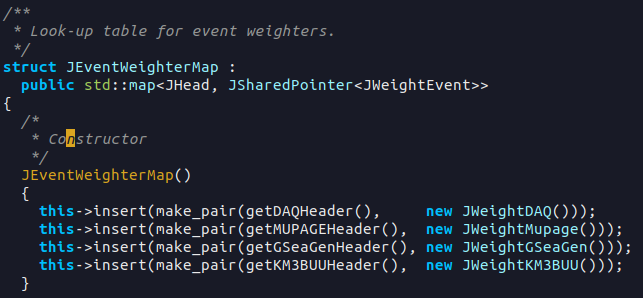 /**
 * Look-up table for event weighters.
 */
struct JEventWeighterMap :
  public std::map<JHead, JSharedPointer<JWeightEvent>>
{
  /*
   * Constructor
   */
  JEventWeighterMap()
  {
    this->insert(make_pair(getDAQHeader(),     new JWeightDAQ()));
    this->insert(make_pair(getMUPAGEHeader(),  new JWeightMupage()));
    this->insert(make_pair(getGSeaGenHeader(), new JWeightGSeaGen()));
    this->insert(make_pair(getKM3BUUHeader(),  new JWeightKM3BUU()));
  }